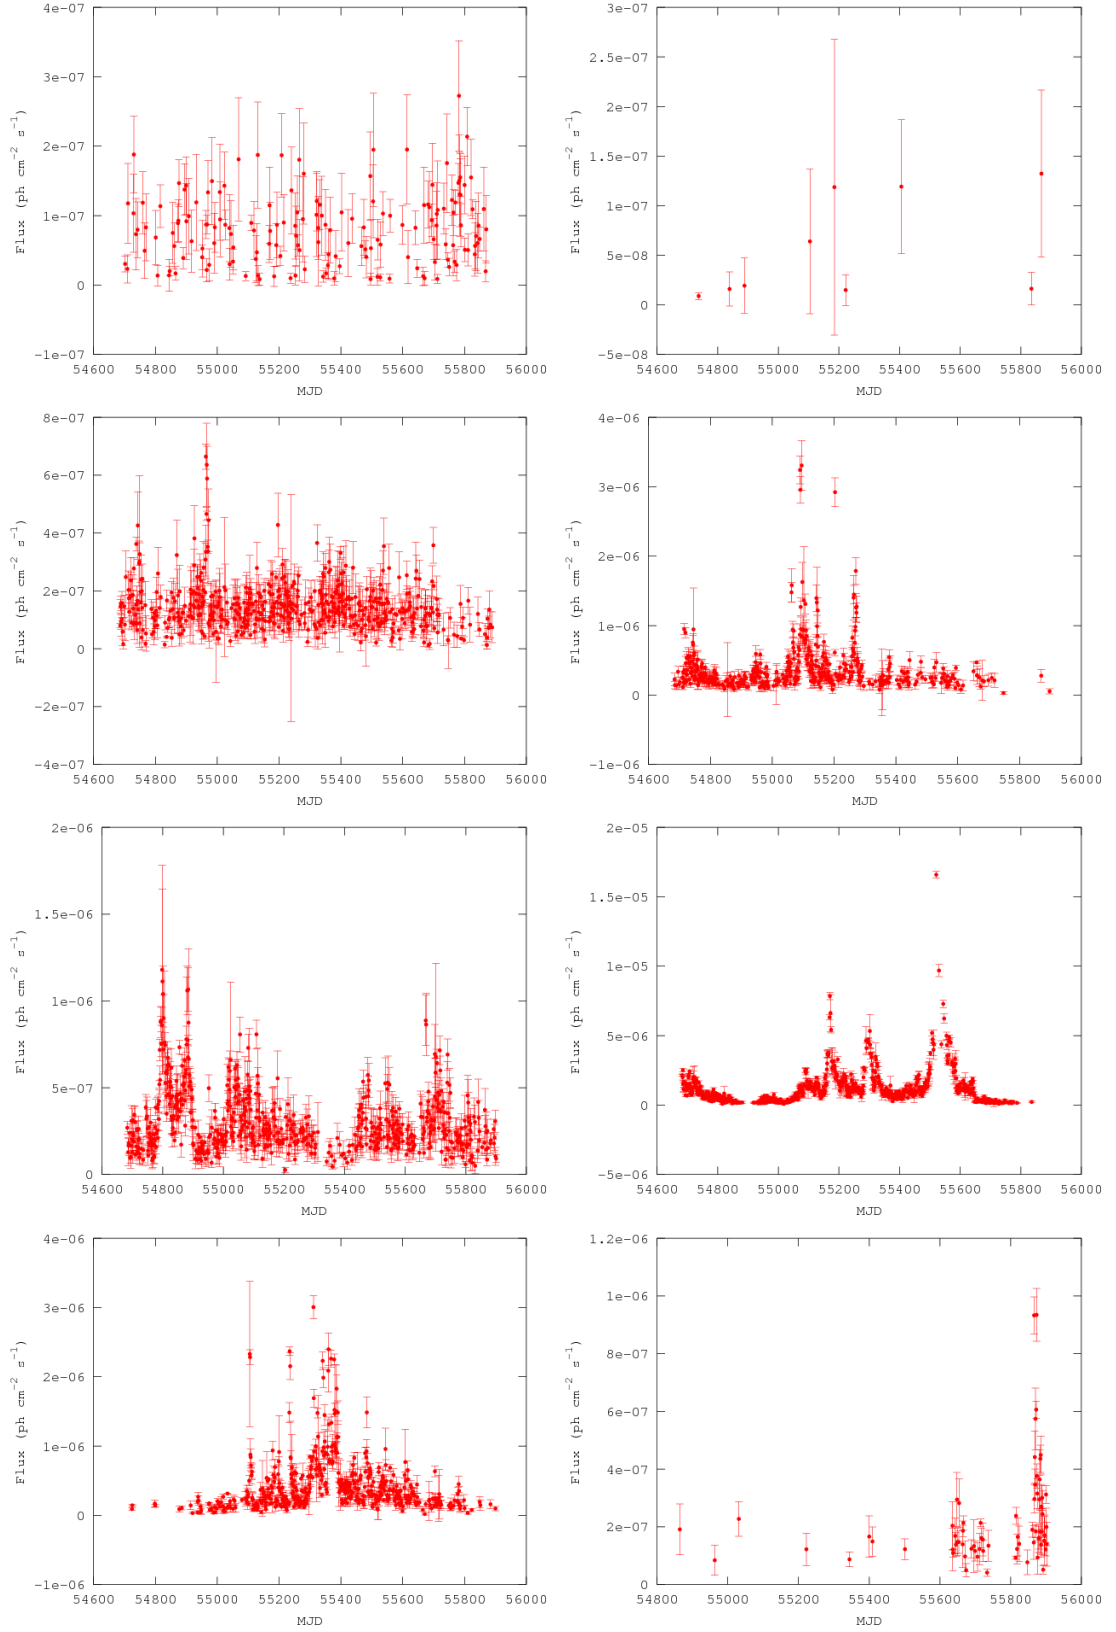 4e-07
3e-07
2e-07
1e-07
0
-1e-07
Flux (ph cm⁻² s⁻¹)
54600 54800 55000 55200 55400 55600 55800 56000
MJD
3e-07
2.5e-07
2e-07
1.5e-07
1e-07
5e-08
0
-5e-08
Flux (ph cm⁻² s⁻¹)
54600 54800 55000 55200 55400 55600 55800 56000
MJD
8e-07
6e-07
4e-07
2e-07
0
-2e-07
-4e-07
Flux (ph cm⁻² s⁻¹)
54600 54800 55000 55200 55400 55600 55800 56000
MJD
4e-06
3e-06
2e-06
1e-06
0
-1e-06
Flux (ph cm⁻² s⁻¹)
54600 54800 55000 55200 55400 55600 55800 56000
MJD
2e-06
1.5e-06
1e-06
5e-07
0
Flux (ph cm⁻² s⁻¹)
54600 54800 55000 55200 55400 55600 55800 56000
MJD
2e-05
1.5e-05
1e-05
5e-06
0
-5e-06
Flux (ph cm⁻² s⁻¹)
54600 54800 55000 55200 55400 55600 55800 56000
MJD
4e-06
3e-06
2e-06
1e-06
0
-1e-06
Flux (ph cm⁻² s⁻¹)
54600 54800 55000 55200 55400 55600 55800 56000
MJD
1.2e-06
1e-06
8e-07
6e-07
4e-07
2e-07
0
Flux (ph cm⁻² s⁻¹)
54800 55000 55200 55400 55600 55800 56000
MJD